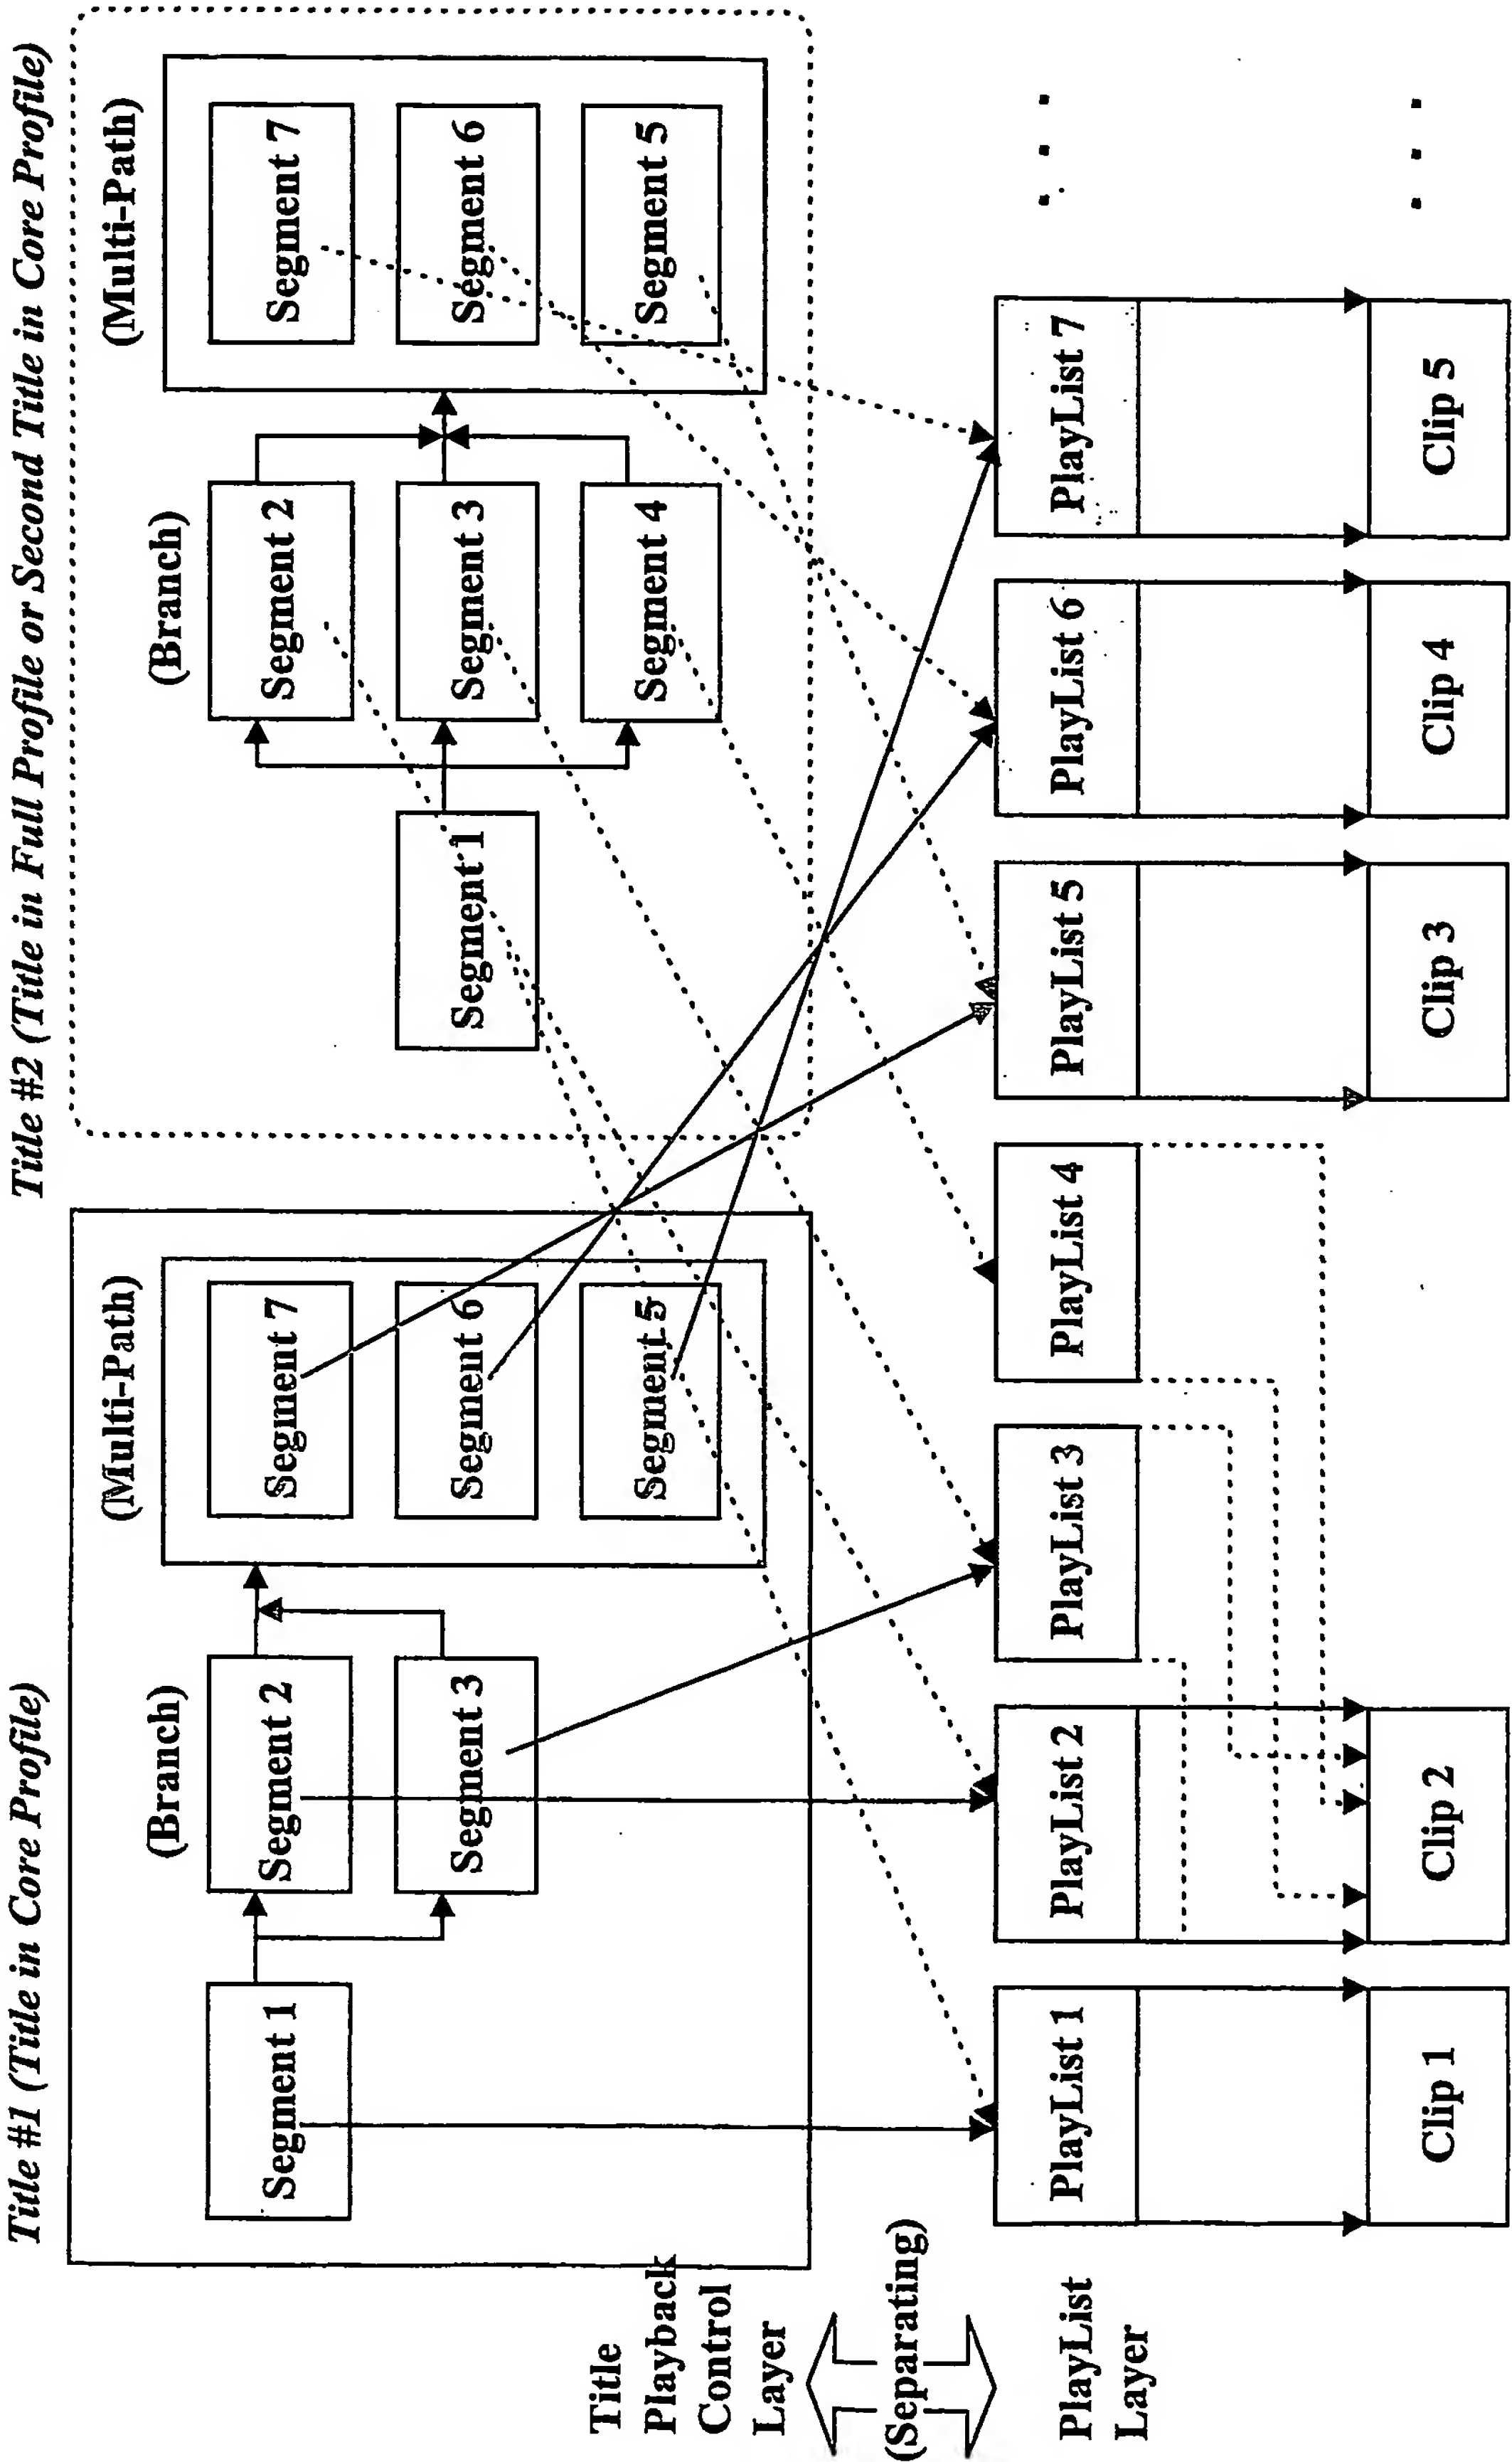 Title #1 (Title in Core Profile)
Title #2 (Title in Full Profile or Second Title in Core Profile)
(Branch)
(Multi-Path)
Segment 1
Segment 2
Segment 3
Segment 7
Segment 6
Segment 5
(Branch)
(Multi-Path)
Segment 1
Segment 2
Segment 3
Segment 4
Segment 7
Segment 6
Segment 5
Title
Playback
Control
Layer
(Separating)
PlayList
Layer
PlayList 1
PlayList 2
PlayList 3
PlayList 4
PlayList 5
PlayList 6
PlayList 7
. . .
Clip 1
Clip 2
Clip 3
Clip 4
Clip 5
. . .